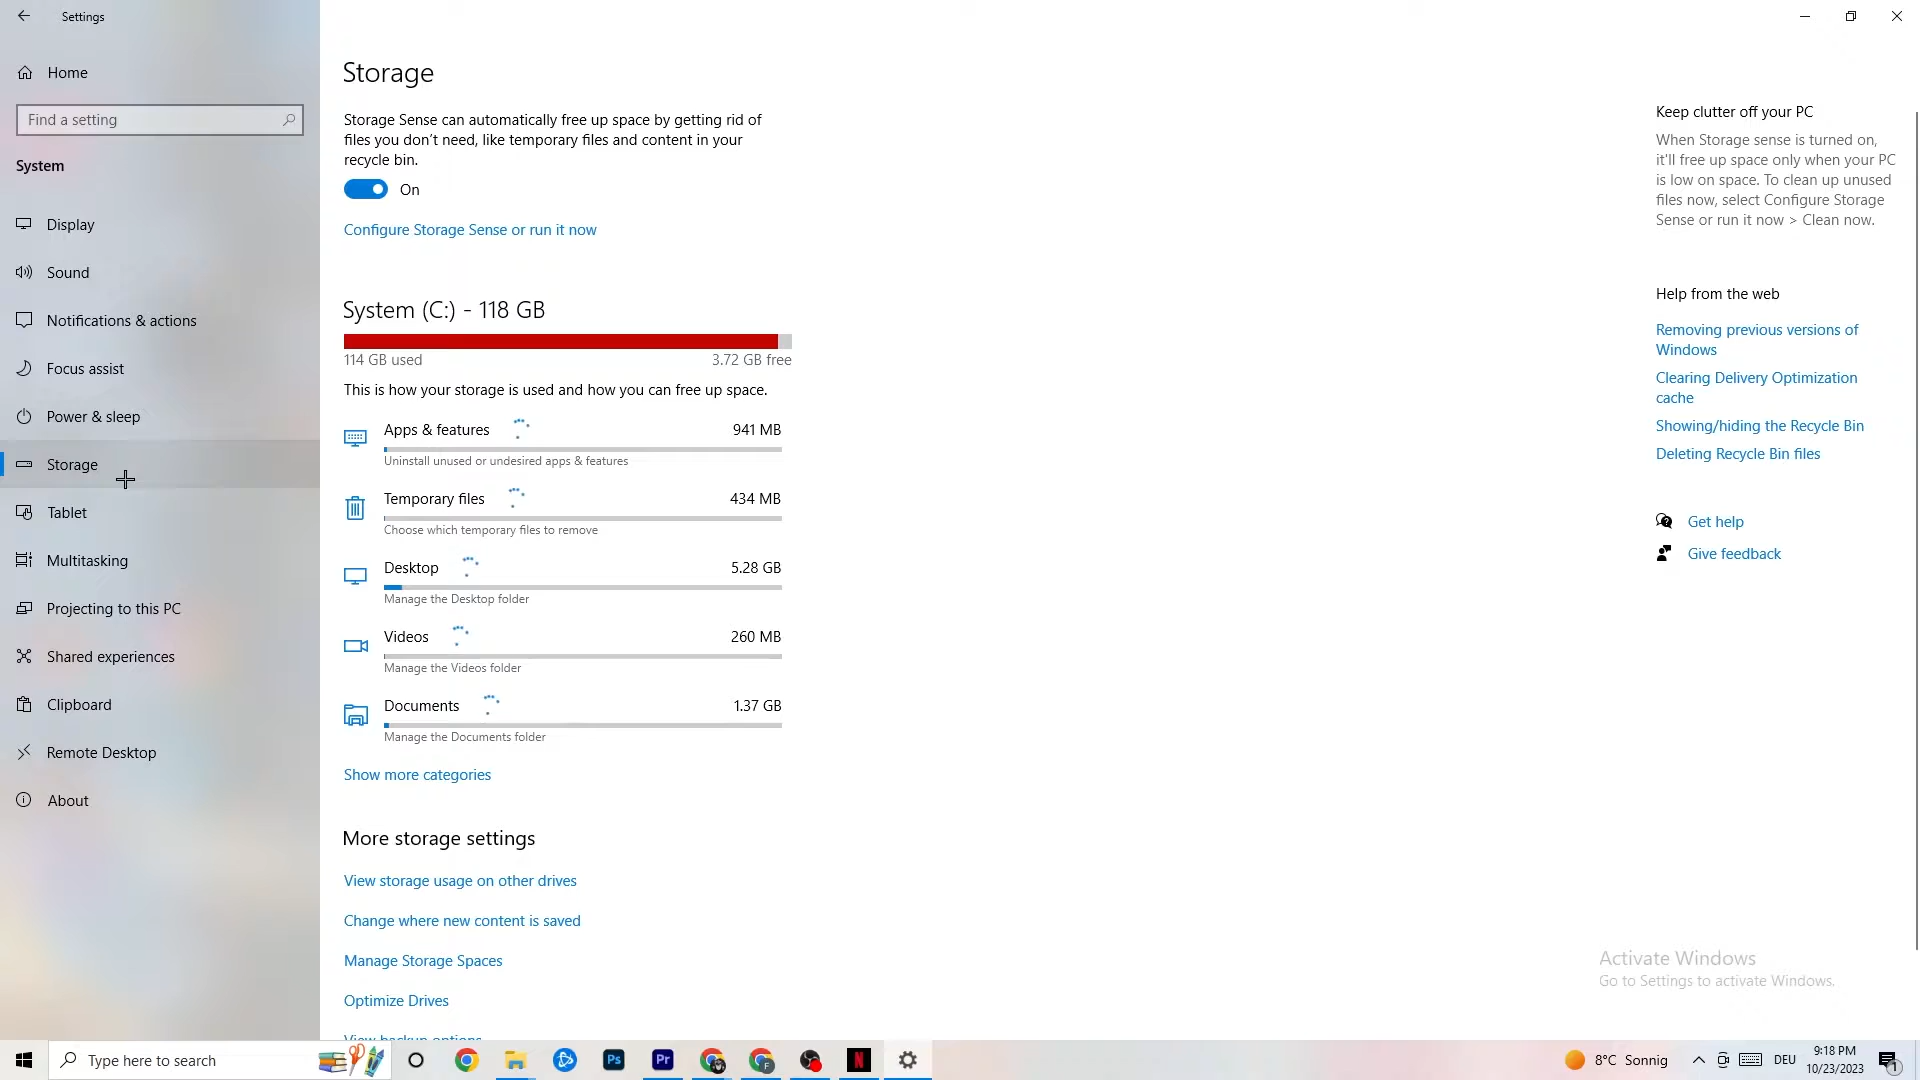 Settings
Home
Find a setting
System
Display
Sound
Notifications & actions
Focus assist
Power & sleep
Storage
Tablet
Multitasking
Projecting to this PC
Shared experiences
Clipboard
Remote Desktop
About
Storage
Storage Sense can automatically free up space by getting rid of
files you don’t need, like temporary files and content in your
recycle bin.
On
Configure Storage Sense or run it now
System (C:) - 118 GB
114 GB used 3.72 GB free
This is how your storage is used and how you can free up space.
Apps & features 941 MB
Uninstall unused or undesired apps & features
Temporary files 434 MB
Choose which temporary files to remove
Desktop 5.28 GB
Manage the Desktop folder
Videos 260 MB
Manage the Videos folder
Documents 1.37 GB
Manage the Documents folder
Show more categories
More storage settings
View storage usage on other drives
Change where new content is saved
Manage Storage Spaces
Optimize Drives
View backup options
Keep clutter off your PC
When Storage sense is turned on,
it'll free up space only when your PC
is low on space. To clean up unused
files now, select Configure Storage
Sense or run it now > Clean now.
Help from the web
Removing previous versions of
Windows
Clearing Delivery Optimization
cache
Showing/hiding the Recycle Bin
Deleting Recycle Bin files
Get help
Give feedback
Activate Windows
Go to Settings to activate Windows.
Type here to search
Ps
Pr
F
N
8°C Sonnig
DEU
9:18 PM
10/23/2023
1